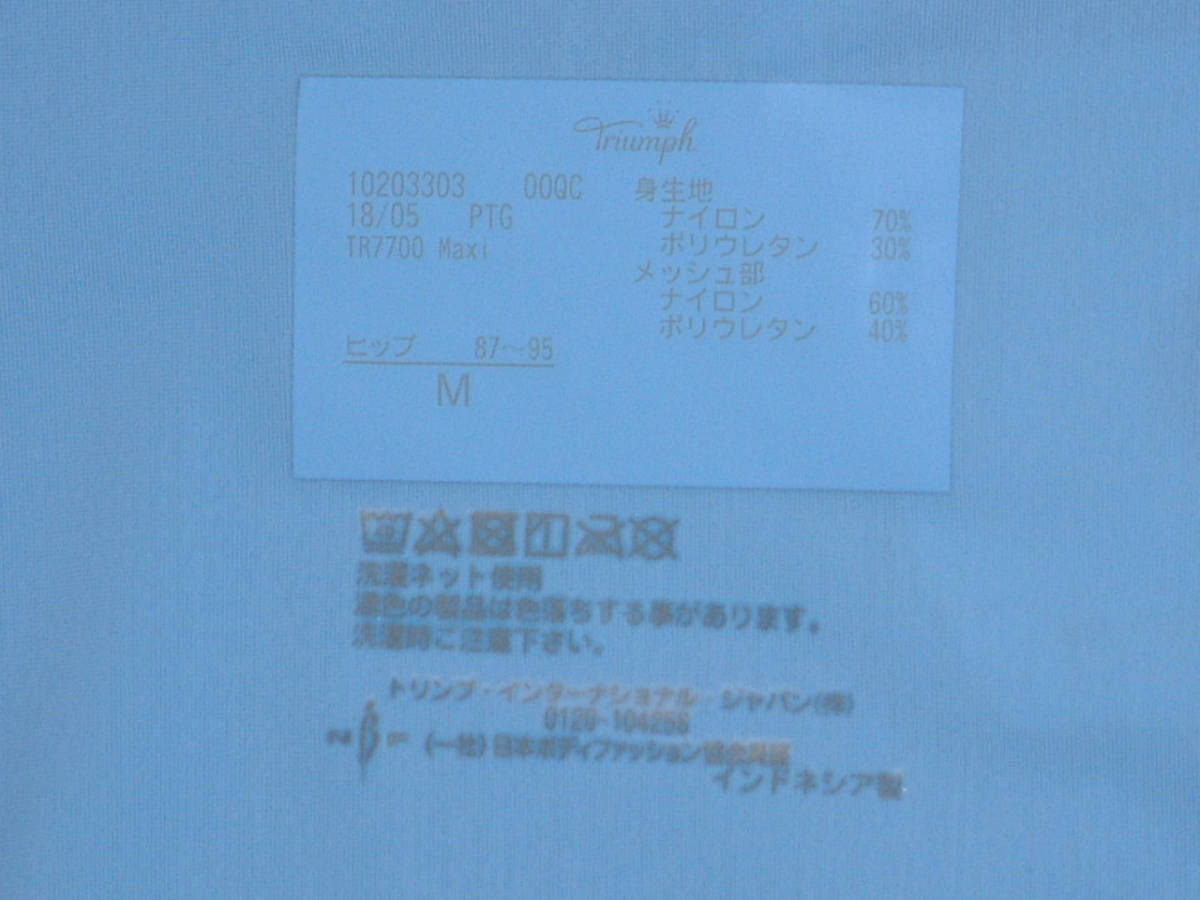 Triumph
10203303 00QC
18/05 PTG
TR7700 Maxi
ヒップ 87～95
M
身生地
ナイロン 70%
ポリウレタン 30%
メッシュ部
ナイロン 60%
ポリウレタン 40%
洗濯ネット使用
濃色の製品は色落ちする事があります。
洗濯時ご注意下さい。
トリンプ・インターナショナル・ジャパン(株)
0120-104256
(一社)日本ボディファッション協会員証
インドネシア製